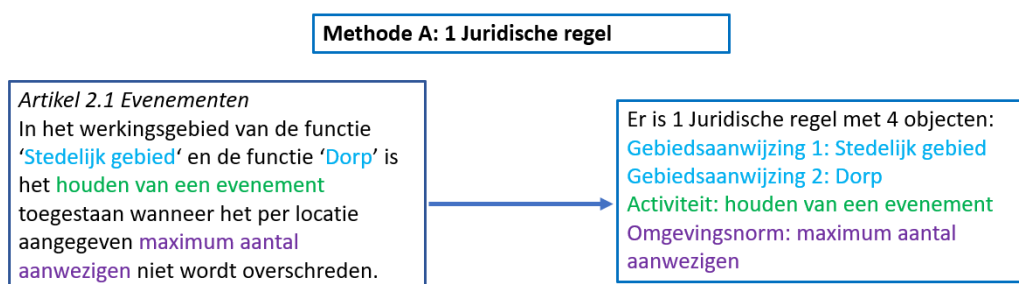 Methode A: 1 Juridische regel
Artikel 2.1 Evenementen
In het werkingsgebied van de functie
‘Stedelijk gebied‘ en de functie ‘Dorp’ is
het houden van een evenement
toegestaan wanneer het per locatie
aangegeven maximum aantal
aanwezigen niet wordt overschreden.
Er is 1 Juridische regel met 4 objecten:
Gebiedsaanwijzing 1: Stedelijk gebied
Gebiedsaanwijzing 2: Dorp
Activiteit: houden van een evenement
Omgevingsnorm: maximum aantal
aanwezigen